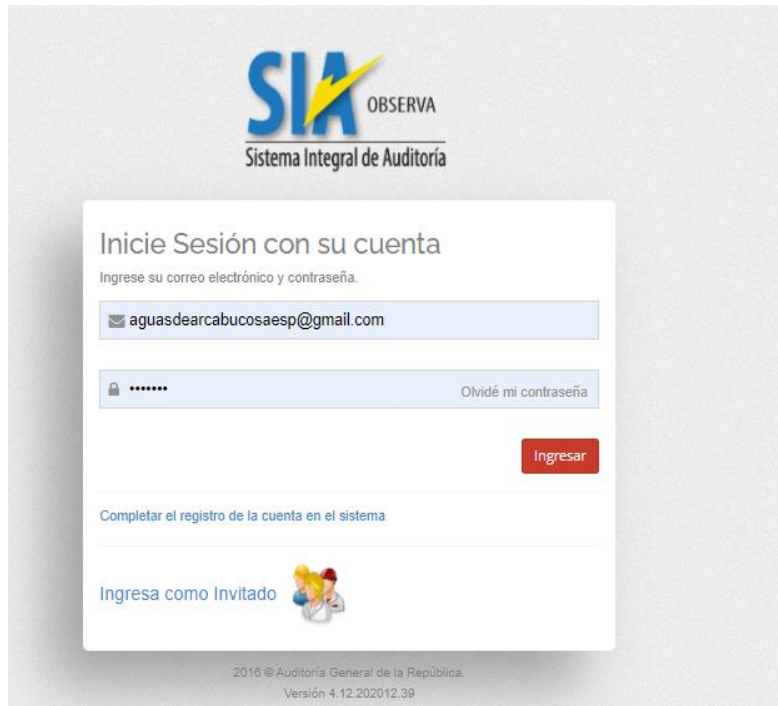 SIA OBSERVA
Sistema Integral de Auditoría
Inicie Sesión con su cuenta
Ingrese su correo electrónico y contraseña.
aguasdearcabucosaesp@gmail.com
••••••• Olvidé mi contraseña
Ingresar
Completar el registro de la cuenta en el sistema
Ingresa como Invitado
2016 © Auditoría General de la República.
Versión 4.12.202012.39